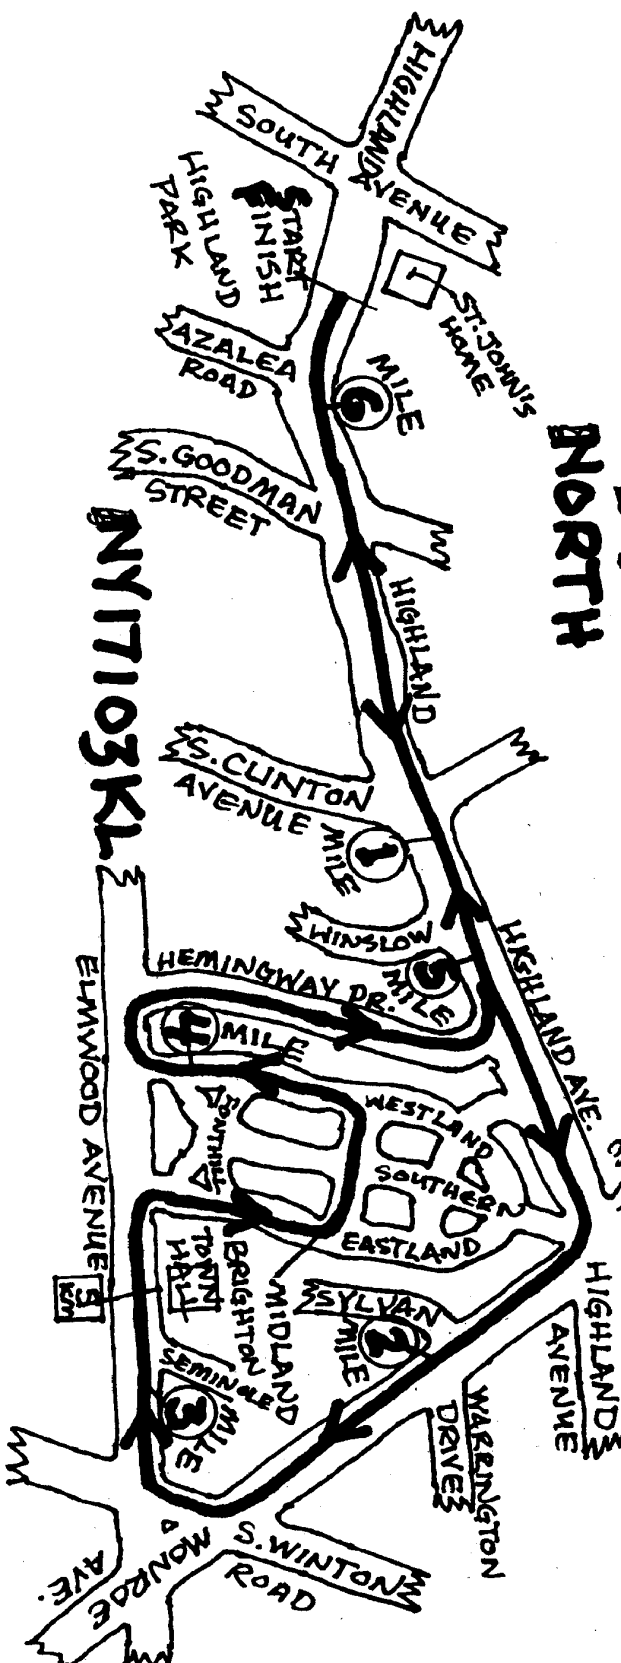 HIGHLAND
SOUTH AVENUE
ST. JOHN'S
HOME
START
FINISH
HIGHLAND
PARK
AZALEA
ROAD
MILE
6
S. GOODMAN
STREET
NORTH
NY17103KL
HIGHLAND
S. CLINTON
AVENUE
MILE
1
WINSLOW
MILE
5
HIGHLAND AVE.
HEMINGWAY DR.
4
MILE
ELMWOOD AVENUE
WESTLAND
SOUTHERN
EASTLAND
TOWN
HALL
BRIGHTON
MIDLAND
5
KM
SYLVAN
MILE
2
HIGHLAND
AVENUE
WARRINGTON
DRIVE
SEMINOLE
3
MILE
S. WINTON
ROAD
MONROE
AVE.